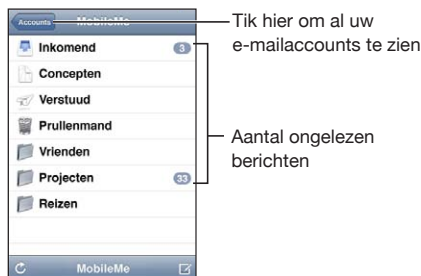 Accounts MobileMe
Tik hier om al uw
e-mailaccounts te zien
Inkomend 3
Concepten
Verstuud
Prullenmand
Vrienden
Projecten 33
Reizen
Aantal ongelezen
berichten
MobileMe